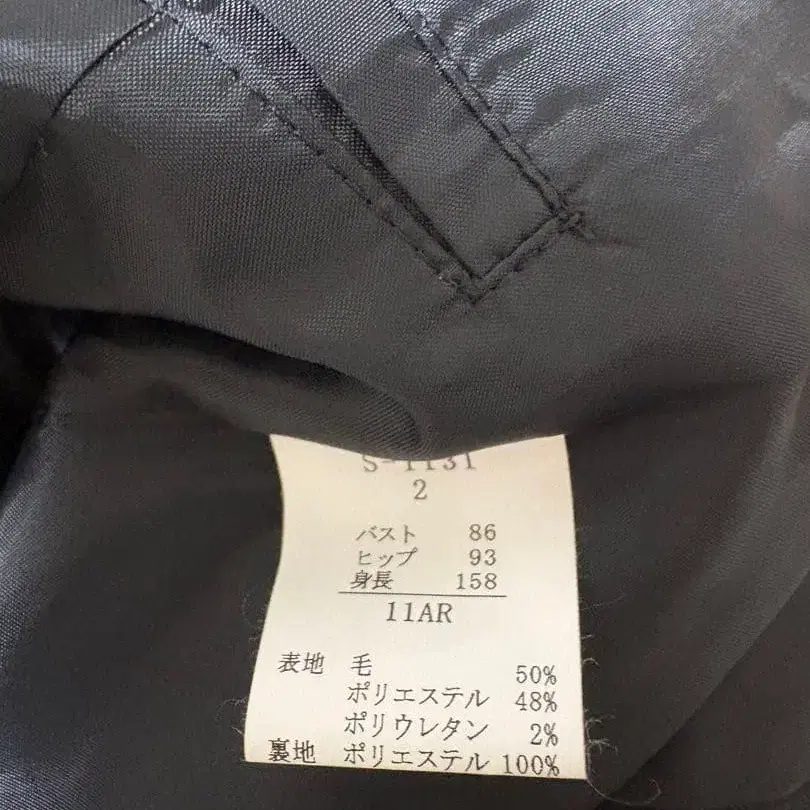 S-1131
2
バスト 86
ヒップ 93
身長 158
11AR
表地 毛 50%
ポリエステル 48%
ポリウレタン 2%
裏地 ポリエステル 100%